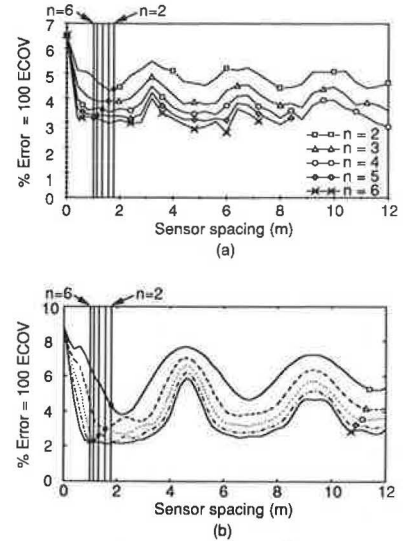 n=6 n=2
7
6
5
4
3
2
1
0
% Error = 100 ECOV
n = 2
n = 3
n = 4
n = 5
n = 6
0 2 4 6 8 10 12
Sensor spacing (m)
(a)
n=6 n=2
10
8
6
4
2
0
% Error = 100 ECOV
0 2 4 6 8 10 12
Sensor spacing (m)
(b)